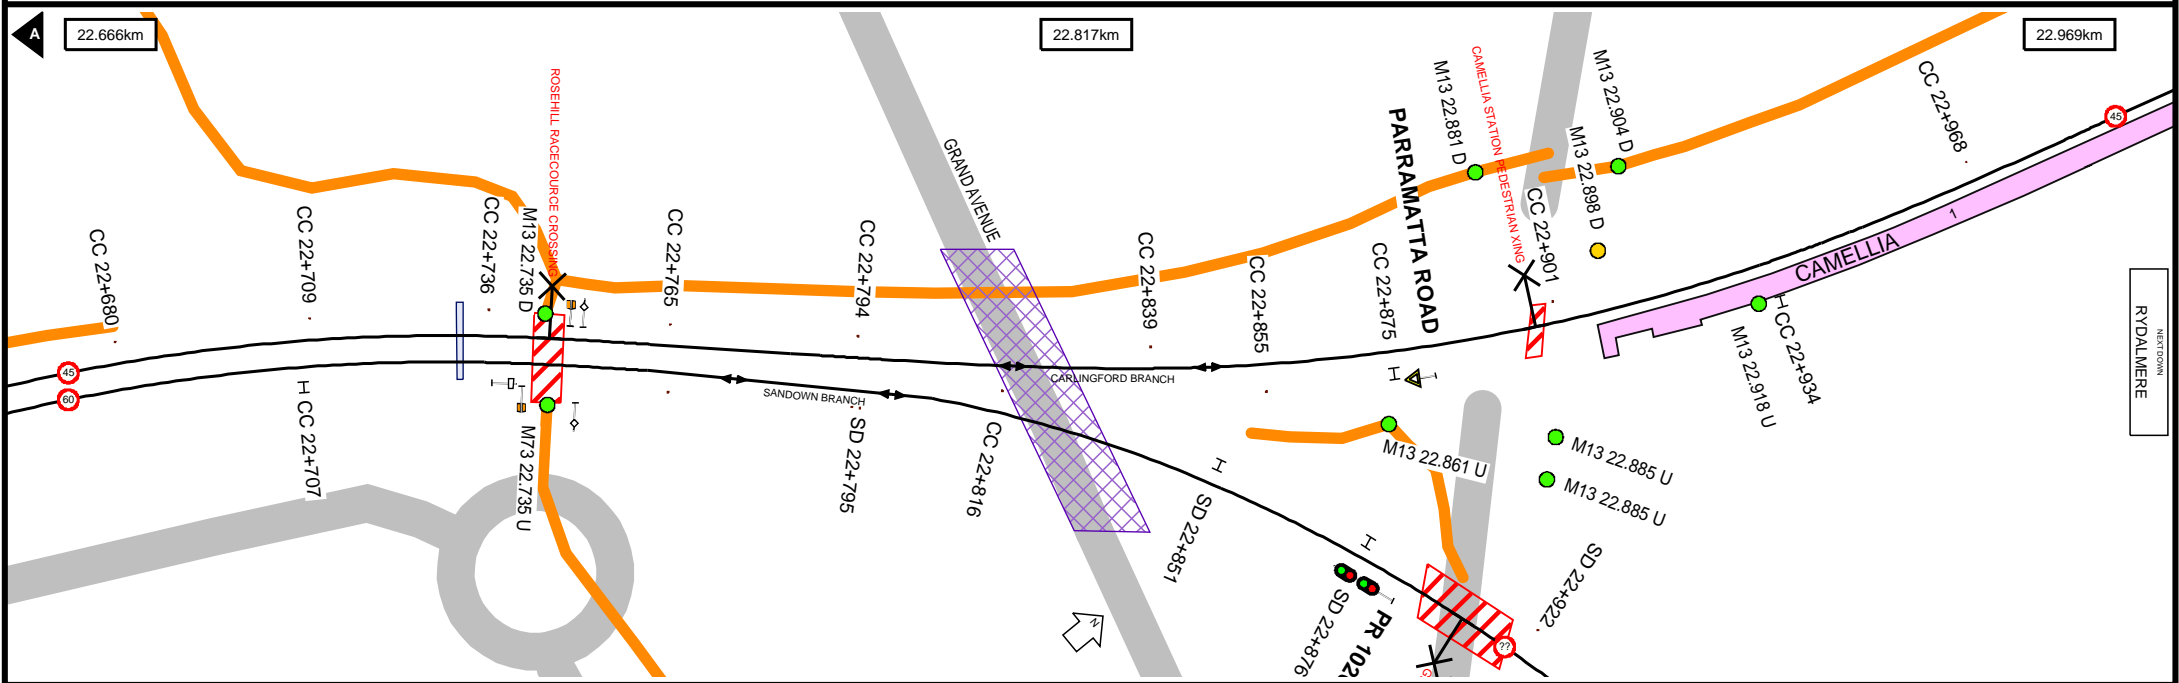 A
22.666km
22.817km
22.969km
ROSEHILL RACECOURCE CROSSING
GRAND AVENUE
PARRAMATTA ROAD
M13 22.881 D
CAMELLIA STATION PEDESTRIAN XING
M13 22.904 D
M13 22.898 D
CC 22+968
45
CC 22+680
CC 22+709
CC 22+736
M13 22.735 D
CC 22+765
CC 22+794
CC 22+839
CC 22+855
CC 22+875
CC 22+901
1
CAMELLIA
NEXT DOWN
RYDALMERE
45
60
CARLINGFORD BRANCH
SANDOWN BRANCH
CC 22+707
M73 22.735 U
SD 22+795
CC 22+816
SD 22+851
M13 22.861 U
M13 22.885 U
M13 22.885 U
M13 22.918 U
CC 22+934
N
SD 22+876
PR 102
SD 22+922
??
G